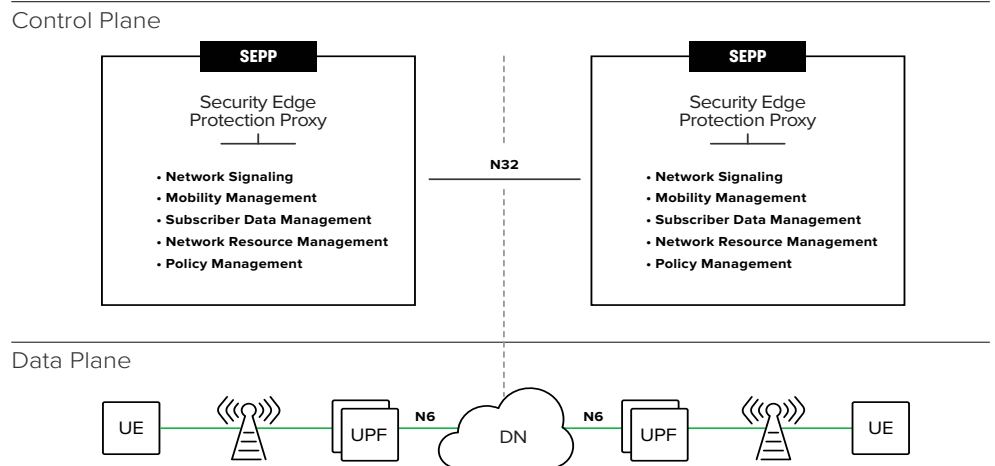 Control Plane
SEPP
Security Edge
Protection Proxy
• Network Signaling
• Mobility Management
• Subscriber Data Management
• Network Resource Management
• Policy Management
N32
SEPP
Security Edge
Protection Proxy
• Network Signaling
• Mobility Management
• Subscriber Data Management
• Network Resource Management
• Policy Management
Data Plane
UE
UPF
N6
DN
N6
UPF
UE